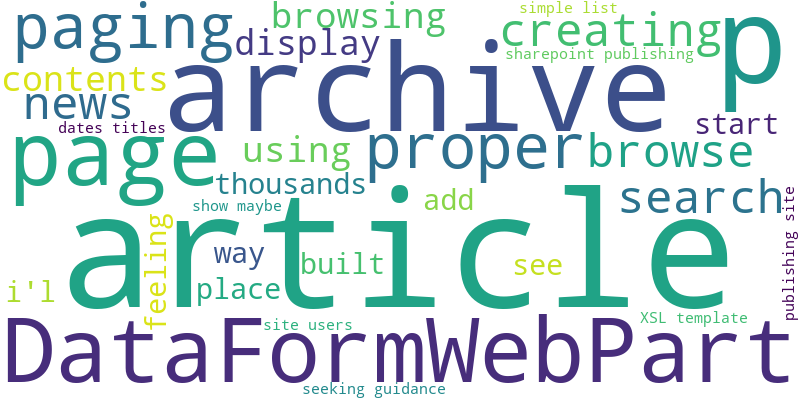 simple list
paging
browsing
creating
p
display
sharepoint publishing
contents
archive
news
start
dates titles
page
using
proper
browse
thousands
search
show maybe
add
article
publishing site
feeling
way
built
see
i'l
place
DataFormWebPart
site users
XSL template
seeking guidance